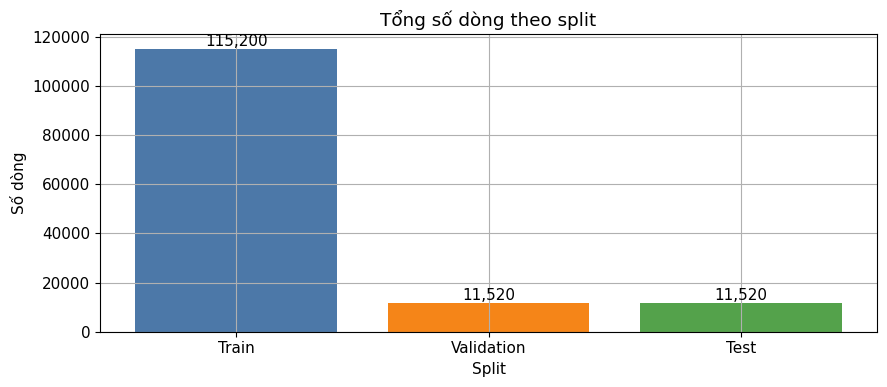 Tổng số dòng theo split
115,200
120000
100000
80000
60000
40000
20000
0
Số dòng
11,520
11,520
Train
Validation
Test
Split